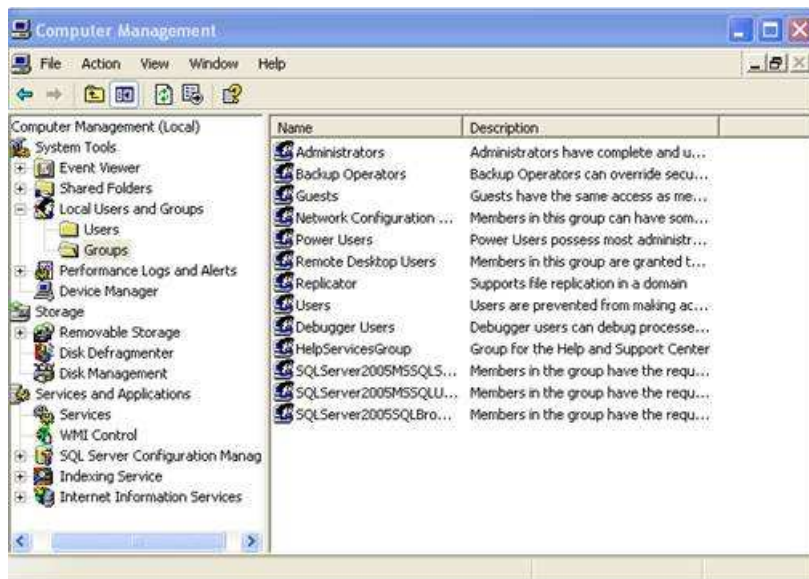 Computer Management
File Action View Window Help
Computer Management (Local)
System Tools
Event Viewer
Shared Folders
Local Users and Groups
Users
Groups
Performance Logs and Alerts
Device Manager
Storage
Removable Storage
Disk Defragmenter
Disk Management
Services and Applications
Services
WMI Control
SQL Server Configuration Manag
Indexing Service
Internet Information Services
Name Description
Administrators Administrators have complete and u...
Backup Operators Backup Operators can override secu...
Guests Guests have the same access as me...
Network Configuration ... Members in this group can have som...
Power Users Power Users possess most administr...
Remote Desktop Users Members in this group are granted t...
Replicator Supports file replication in a domain
Users Users are prevented from making ac...
Debugger Users Debugger users can debug processe...
HelpServicesGroup Group for the Help and Support Center
SQLServer2005MSSQLS... Members in the group have the requ...
SQLServer2005MSSQLU... Members in the group have the requ...
SQLServer2005SQLBro... Members in the group have the requ...